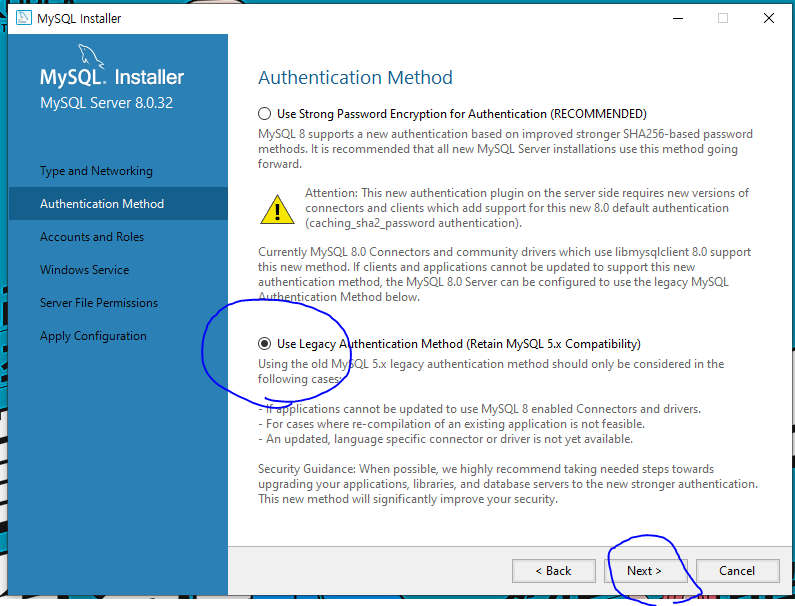 MySQL Installer
MySQL. Installer
MySQL Server 8.0.32
Type and Networking
Authentication Method
Accounts and Roles
Windows Service
Server File Permissions
Apply Configuration
Authentication Method
Use Strong Password Encryption for Authentication (RECOMMENDED)
MySQL 8 supports a new authentication based on improved stronger SHA256-based password
methods. It is recommended that all new MySQL Server installations use this method going
forward.
Attention: This new authentication plugin on the server side requires new versions of
connectors and clients which add support for this new 8.0 default authentication
(caching_sha2_password authentication).
Currently MySQL 8.0 Connectors and community drivers which use libmysqlclient 8.0 support
this new method. If clients and applications cannot be updated to support this new
authentication method, the MySQL 8.0 Server can be configured to use the legacy MySQL
Authentication Method below.
Use Legacy Authentication Method (Retain MySQL 5.x Compatibility)
Using the old MySQL 5.x legacy authentication method should only be considered in the
following cases:
- If applications cannot be updated to use MySQL 8 enabled Connectors and drivers.
- For cases where re-compilation of an existing application is not feasible.
- An updated, language specific connector or driver is not yet available.
Security Guidance: When possible, we highly recommend taking needed steps towards
upgrading your applications, libraries, and database servers to the new stronger authentication.
This new method will significantly improve your security.
< Back
Next >
Cancel